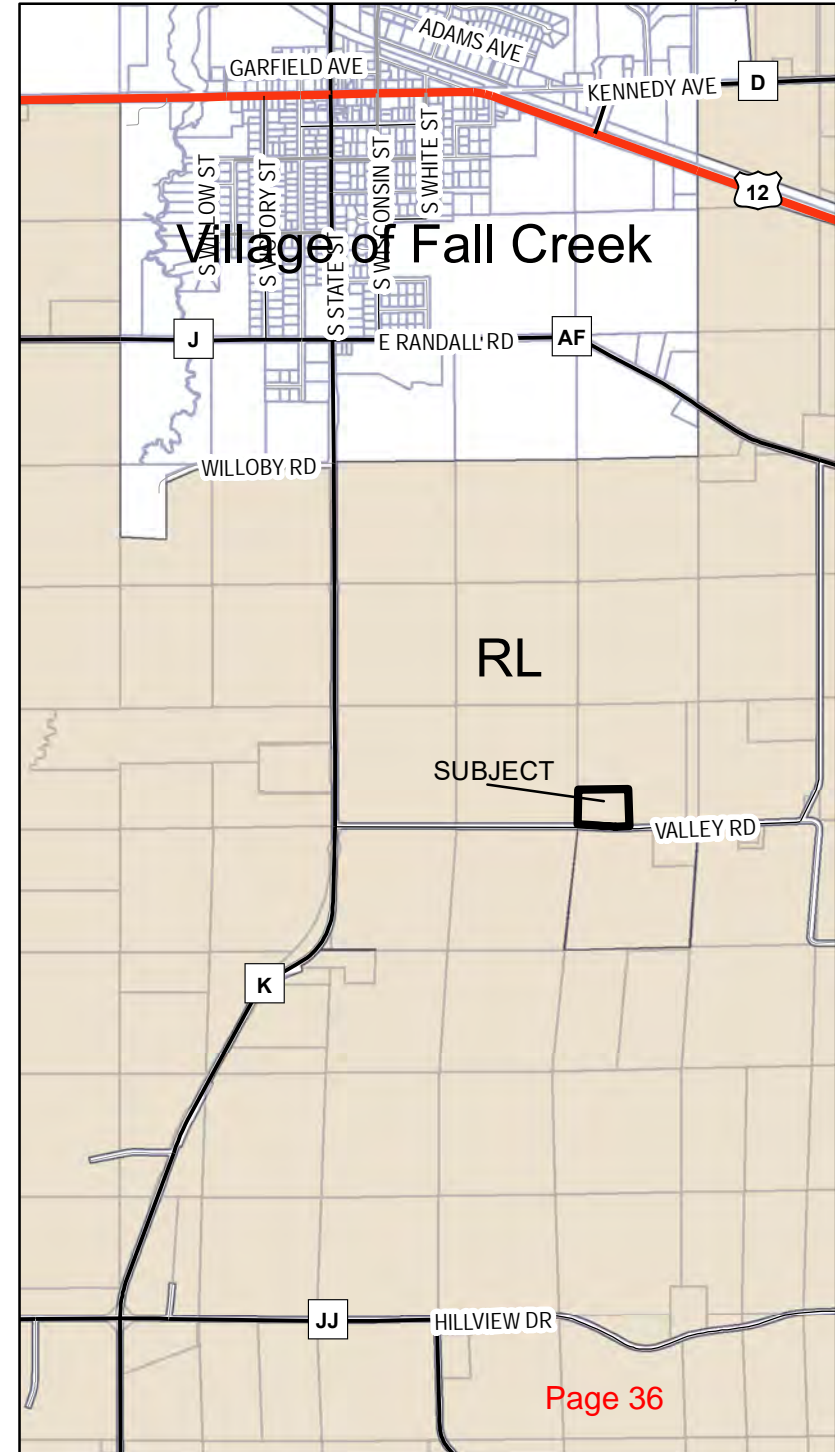 ADAMS AVE
GARFIELD AVE
KENNEDY AVE
D
12
S WILLOW ST
S VICTORY ST
S STATE ST
S WISCONSIN ST
S WHITE ST
Village of Fall Creek
J
E RANDALL RD
AF
WILLOBY RD
RL
SUBJECT
VALLEY RD
K
JJ
HILLVIEW DR
Page 36